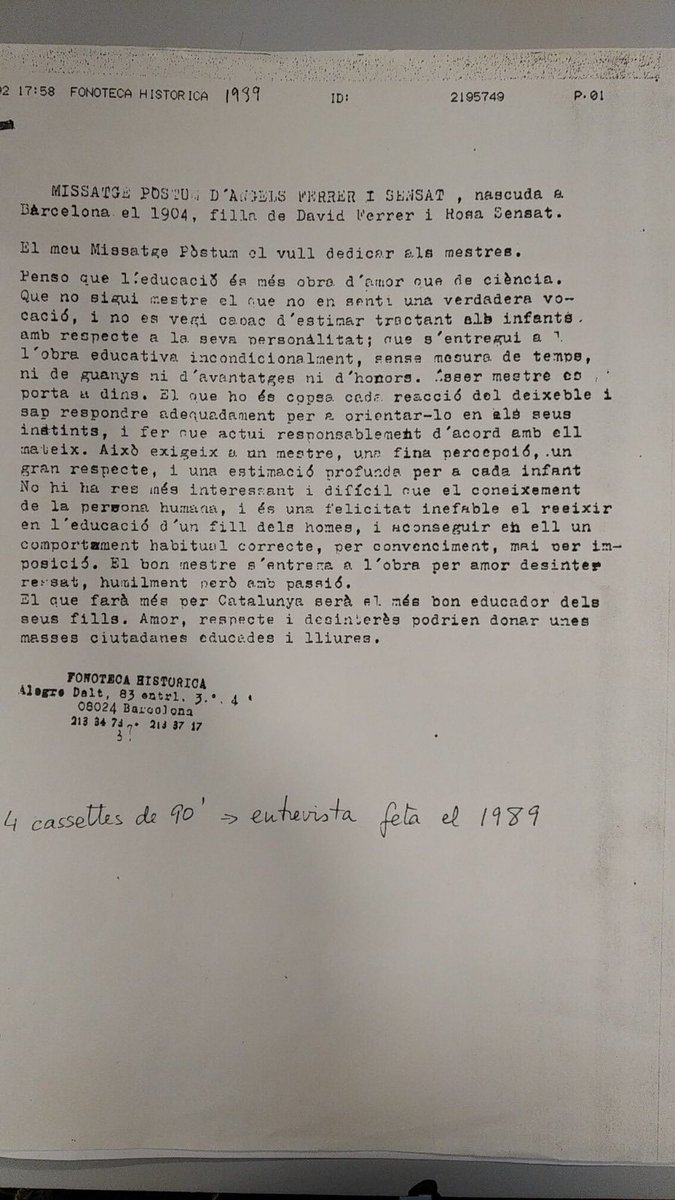 92 17:58 FONOTECA HISTORICA 1989 ID: 2195749 P.01
MISSATGE PÒSTUM D'ANGELS FERRER I SENSAT , nascuda a
Barcelona el 1904, filla de David Ferrer i Rosa Sensat.
El meu Missatge Pòstum el vull dedicar als mestres.
Penso que l'educació és més obra d'amor que de ciència.
Que no sigui mestre el que no en senti una verdadera vo-
cació, i no es vegi capaç d'estimar tractant als infants.
amb respecte a la seva personalitat; que s'entregui a
l'obra educativa incondicionalment, sense mesura de temps,
ni de guanys ni d'avantatges ni d'honors. Ésser mestre es
porta a dins. El que ho és copsa cada reacció del deixeble i
sap respondre adequadament per a orientar-lo en els seus
instints, i fer que actui responsablement d'acord amb ell
mateix. Això exigeix a un mestre, una fina percepció, un
gran respecte, i una estimació profunda per a cada infant
No hi ha res més interessant i difícil que el coneixement
de la persona humana, i és una felicitat inefable el reeixir
en l'educació d'un fill dels homes, i aconseguir en ell un
comportament habitual correcte, per convenciment, mai per im-
posició. El bon mestre s'entrega a l'obra per amor desinte
ressat, humilment però amb passió.
El que farà més per Catalunya serà el més bon educador dels
seus fills. Amor, respecte i desinterès podrien donar unes
masses ciutadanes educades i lliures.
FONOTECA HISTORICA
Alegre Dalt, 83 entrl. 3.ª 4ª
08024 Barcelona
213 37 17
4 cassettes de 90' => entrevista feta el 1989